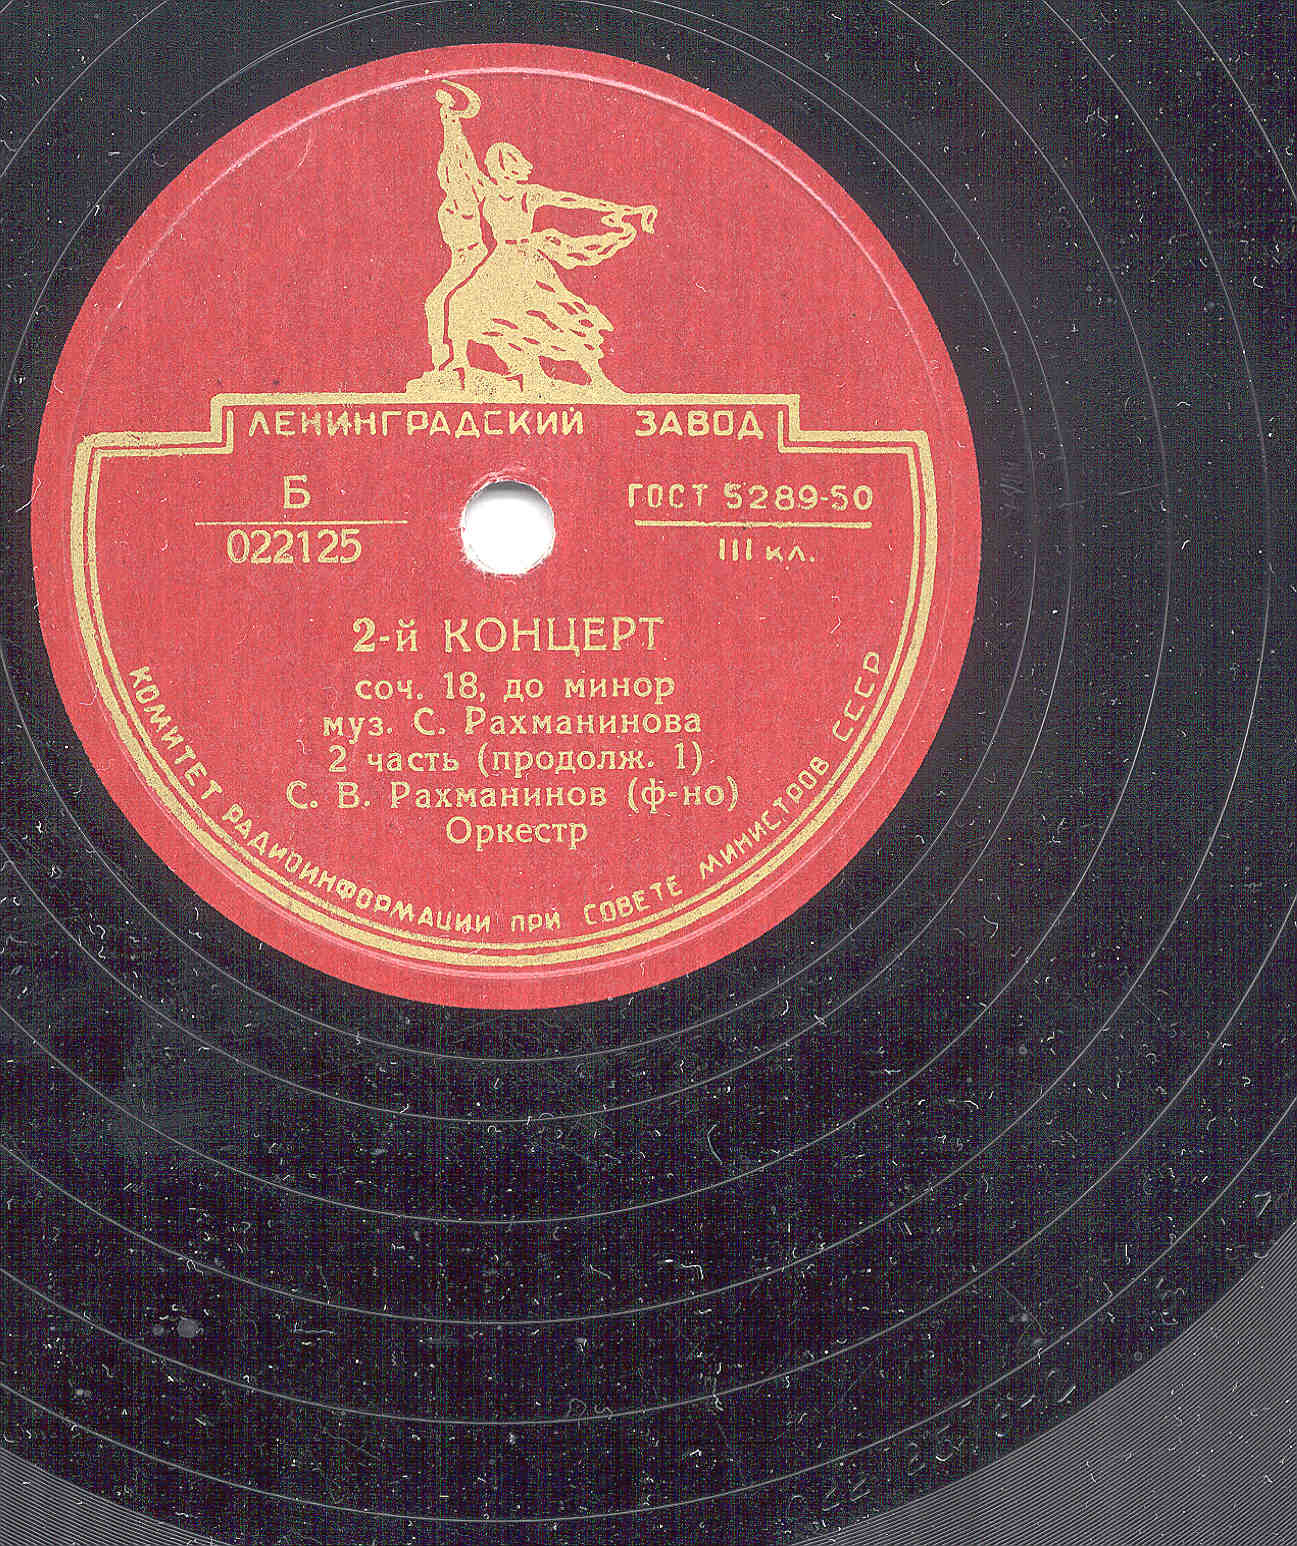 ЛЕНИНГРАДСКИЙ ЗАВОД
Б
022125
ГОСТ 5289-50
III кл.
2-й КОНЦЕРТ
соч. 18, до минор
муз. С. Рахманинова
2 часть (продолж. 1)
С. В. Рахманинов (ф-но)
Оркестр
КОМИТЕТ РАДИОИНФОРМАЦИИ ПРИ СОВЕТЕ МИНИСТРОВ СССР